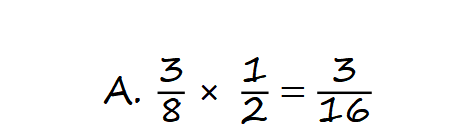 A. 3/8 × 1/2 = 3/16